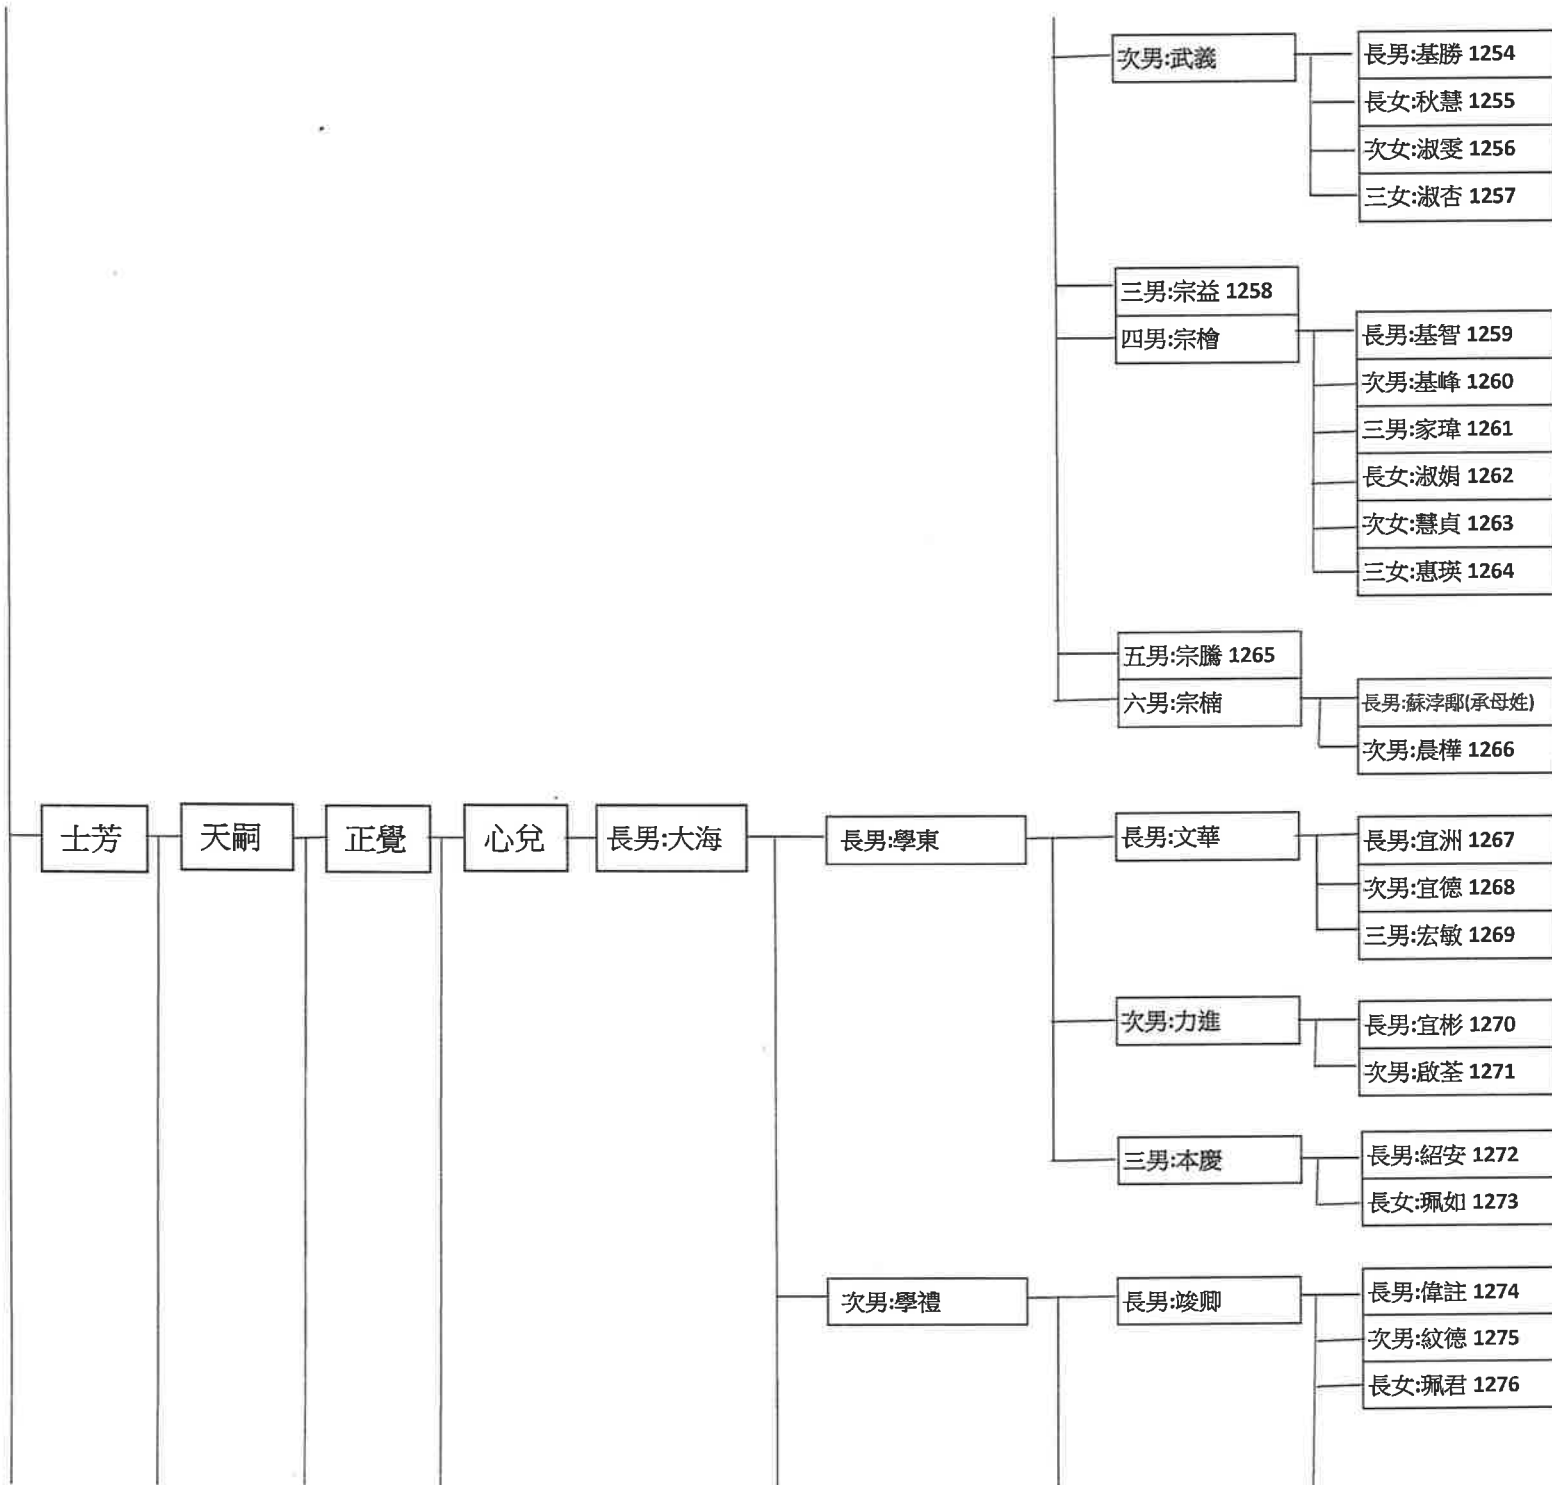 次男:武義
長男:基勝 1254
長女:秋慧 1255
次女:淑雯 1256
三女:淑杏 1257
三男:宗益 1258
四男:宗檜
長男:基智 1259
次男:基峰 1260
三男:家瑋 1261
長女:淑娟 1262
次女:慧貞 1263
三女:惠瑛 1264
五男:宗騰 1265
六男:宗楠
長男:蘇浡鄅(承母姓)
次男:晨樺 1266
士芳
天嗣
正覺
心兌
長男:大海
長男:學東
長男:文華
長男:宜洲 1267
次男:宜德 1268
三男:宏敏 1269
次男:力進
長男:宜彬 1270
次男:啟荃 1271
三男:本慶
長男:紹安 1272
長女:珮如 1273
次男:學禮
長男:竣卿
長男:偉註 1274
次男:紋德 1275
長女:珮君 1276